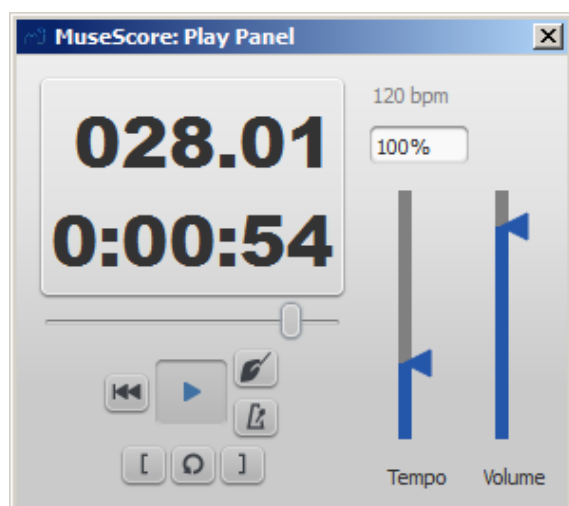 MuseScore: Play Panel
120 bpm
028.01
100%
0:00:54
[ ]
Tempo Volume